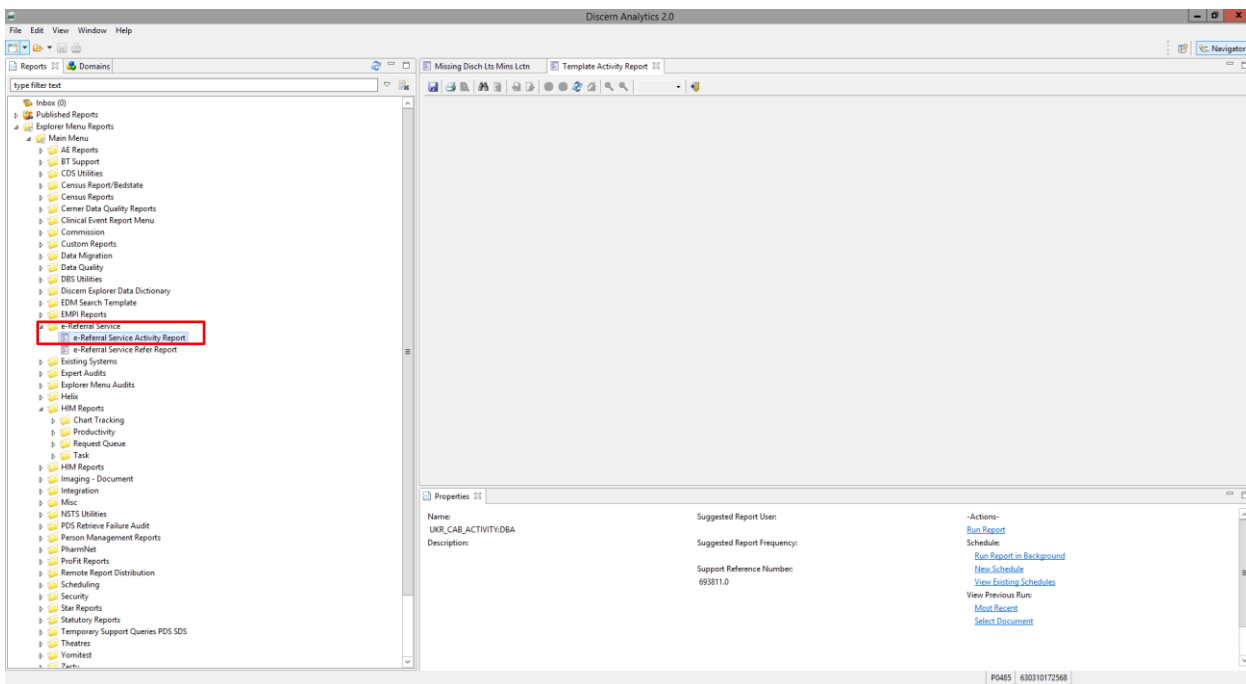 Discern Analytics 2.0
File Edit View Window Help
Navigator
Reports Domains
type filter text
Inbox (0)
Published Reports
Explorer Menu Reports
Main Menu
AE Reports
BT Support
CDS Utilities
Census Report/Bedstate
Census Reports
Cerner Data Quality Reports
Clinical Event Report Menu
Commission
Custom Reports
Data Migration
Data Quality
DBS Utilities
Discern Explorer Data Dictionary
EDM Search Template
EMPI Reports
e-Referral Service
e-Referral Service Activity Report
e-Referral Service Refer Report
Existing Systems
Expert Audits
Explorer Menu Audits
Helix
HIM Reports
Chart Tracking
Productivity
Request Queue
Task
HIM Reports
Imaging - Document
Integration
Misc
NSTS Utilities
PDS Retrieve Failure Audit
Person Management Reports
PharmNet
ProFit Reports
Remote Report Distribution
Scheduling
Security
Star Reports
Statutory Reports
Temporary Support Queries PDS SDS
Theatres
Vomitest
Zertv
Missing Disch Lts Mins Lctn Template Activity Report
Properties
Name:
UKR_CAB_ACTIVITY:DBA
Description:
Suggested Report User:
Suggested Report Frequency:
Support Reference Number:
693811.0
-Actions-
Run Report
Schedule:
Run Report in Background
New Schedule
View Existing Schedules
View Previous Run:
Most Recent
Select Document
P0485 630310172568